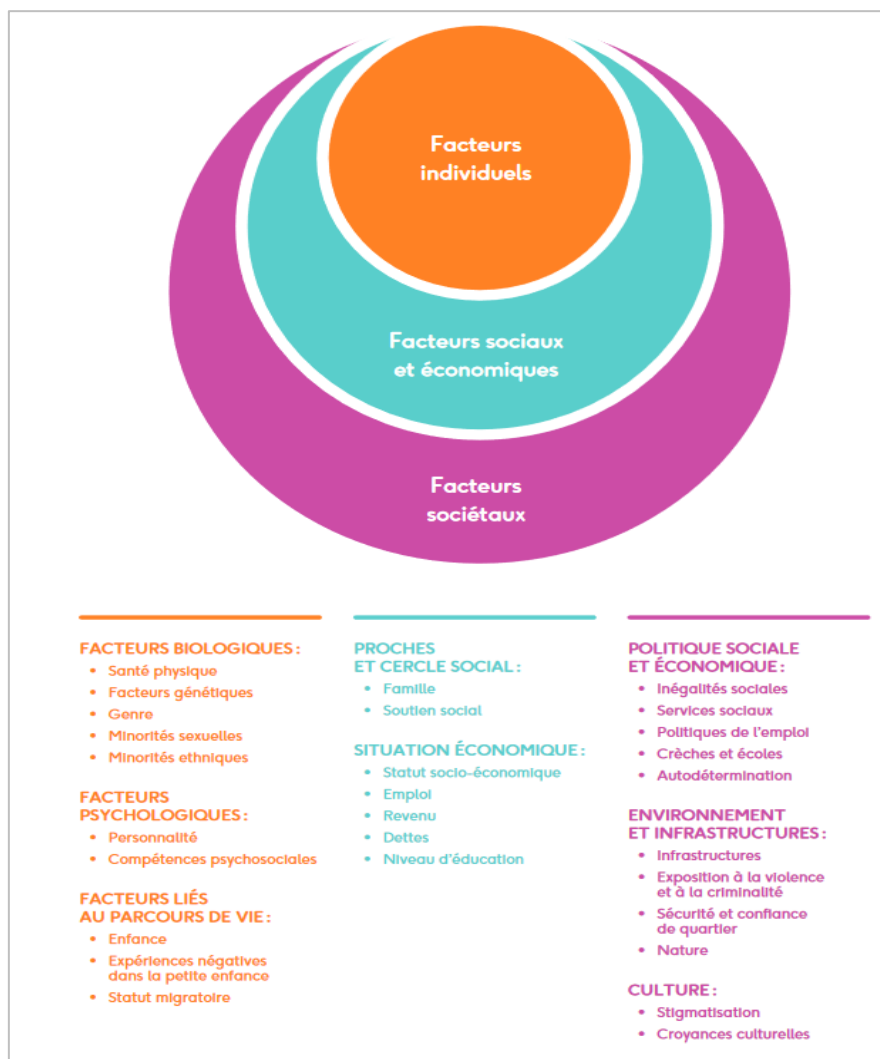 Facteurs
individuels
Facteurs sociaux
et économiques
Facteurs
sociétaux
FACTEURS BIOLOGIQUES :
• Santé physique
• Facteurs génétiques
• Genre
• Minorités sexuelles
• Minorités ethniques
FACTEURS
PSYCHOLOGIQUES :
• Personnalité
• Compétences psychosociales
FACTEURS LIÉS
AU PARCOURS DE VIE :
• Enfance
• Expériences négatives
dans la petite enfance
• Statut migratoire
PROCHES
ET CERCLE SOCIAL :
• Famille
• Soutien social
SITUATION ÉCONOMIQUE :
• Statut socio-économique
• Emploi
• Revenu
• Dettes
• Niveau d'éducation
POLITIQUE SOCIALE
ET ÉCONOMIQUE :
• Inégalités sociales
• Services sociaux
• Politiques de l'emploi
• Crèches et écoles
• Autodétermination
ENVIRONNEMENT
ET INFRASTRUCTURES :
• Infrastructures
• Exposition à la violence
et à la criminalité
• Sécurité et confiance
de quartier
• Nature
CULTURE :
• Stigmatisation
• Croyances culturelles